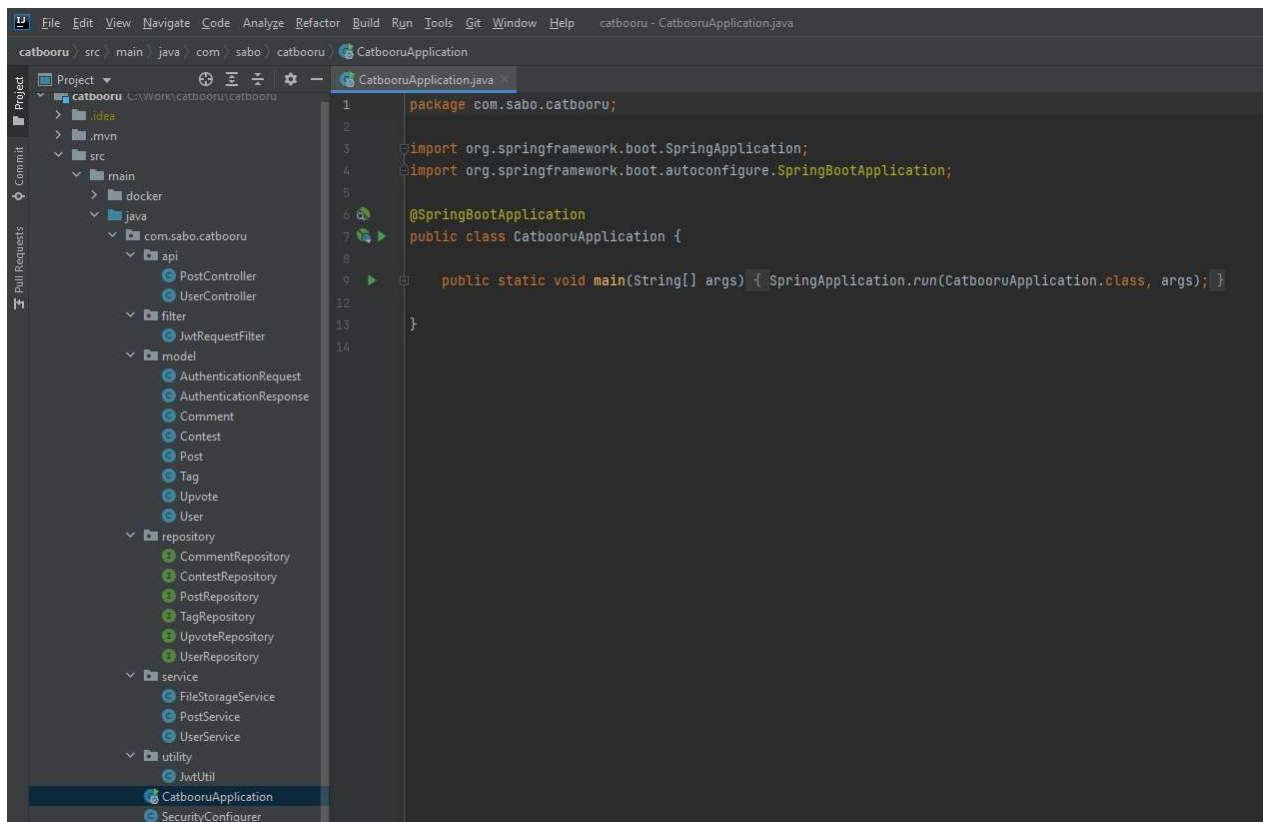 File Edit View Navigate Code Analyze Refactor Build Run Tools Git Window Help catbooru - CatbooruApplication.java
catbooru 〉 src 〉 main 〉 java 〉 com 〉 sabo 〉 catbooru 〉 CatbooruApplication
Project
Commit
Pull Requests
Project
catbooru C:\Work\catbooru\catbooru
.idea
.mvn
src
main
docker
java
com.sabo.catbooru
api
PostController
UserController
filter
JwtRequestFilter
model
AuthenticationRequest
AuthenticationResponse
Comment
Contest
Post
Tag
Upvote
User
repository
CommentRepository
ContestRepository
PostRepository
TagRepository
UpvoteRepository
UserRepository
service
FileStorageService
PostService
UserService
utility
JwtUtil
CatbooruApplication
SecurityConfigurer
CatbooruApplication.java
1 package com.sabo.catbooru;
2
3 import org.springframework.boot.SpringApplication;
4 import org.springframework.boot.autoconfigure.SpringBootApplication;
5
6 @SpringBootApplication
7 public class CatbooruApplication {
8
9 public static void main(String[] args) { SpringApplication.run(CatbooruApplication.class, args); }
12
13 }
14